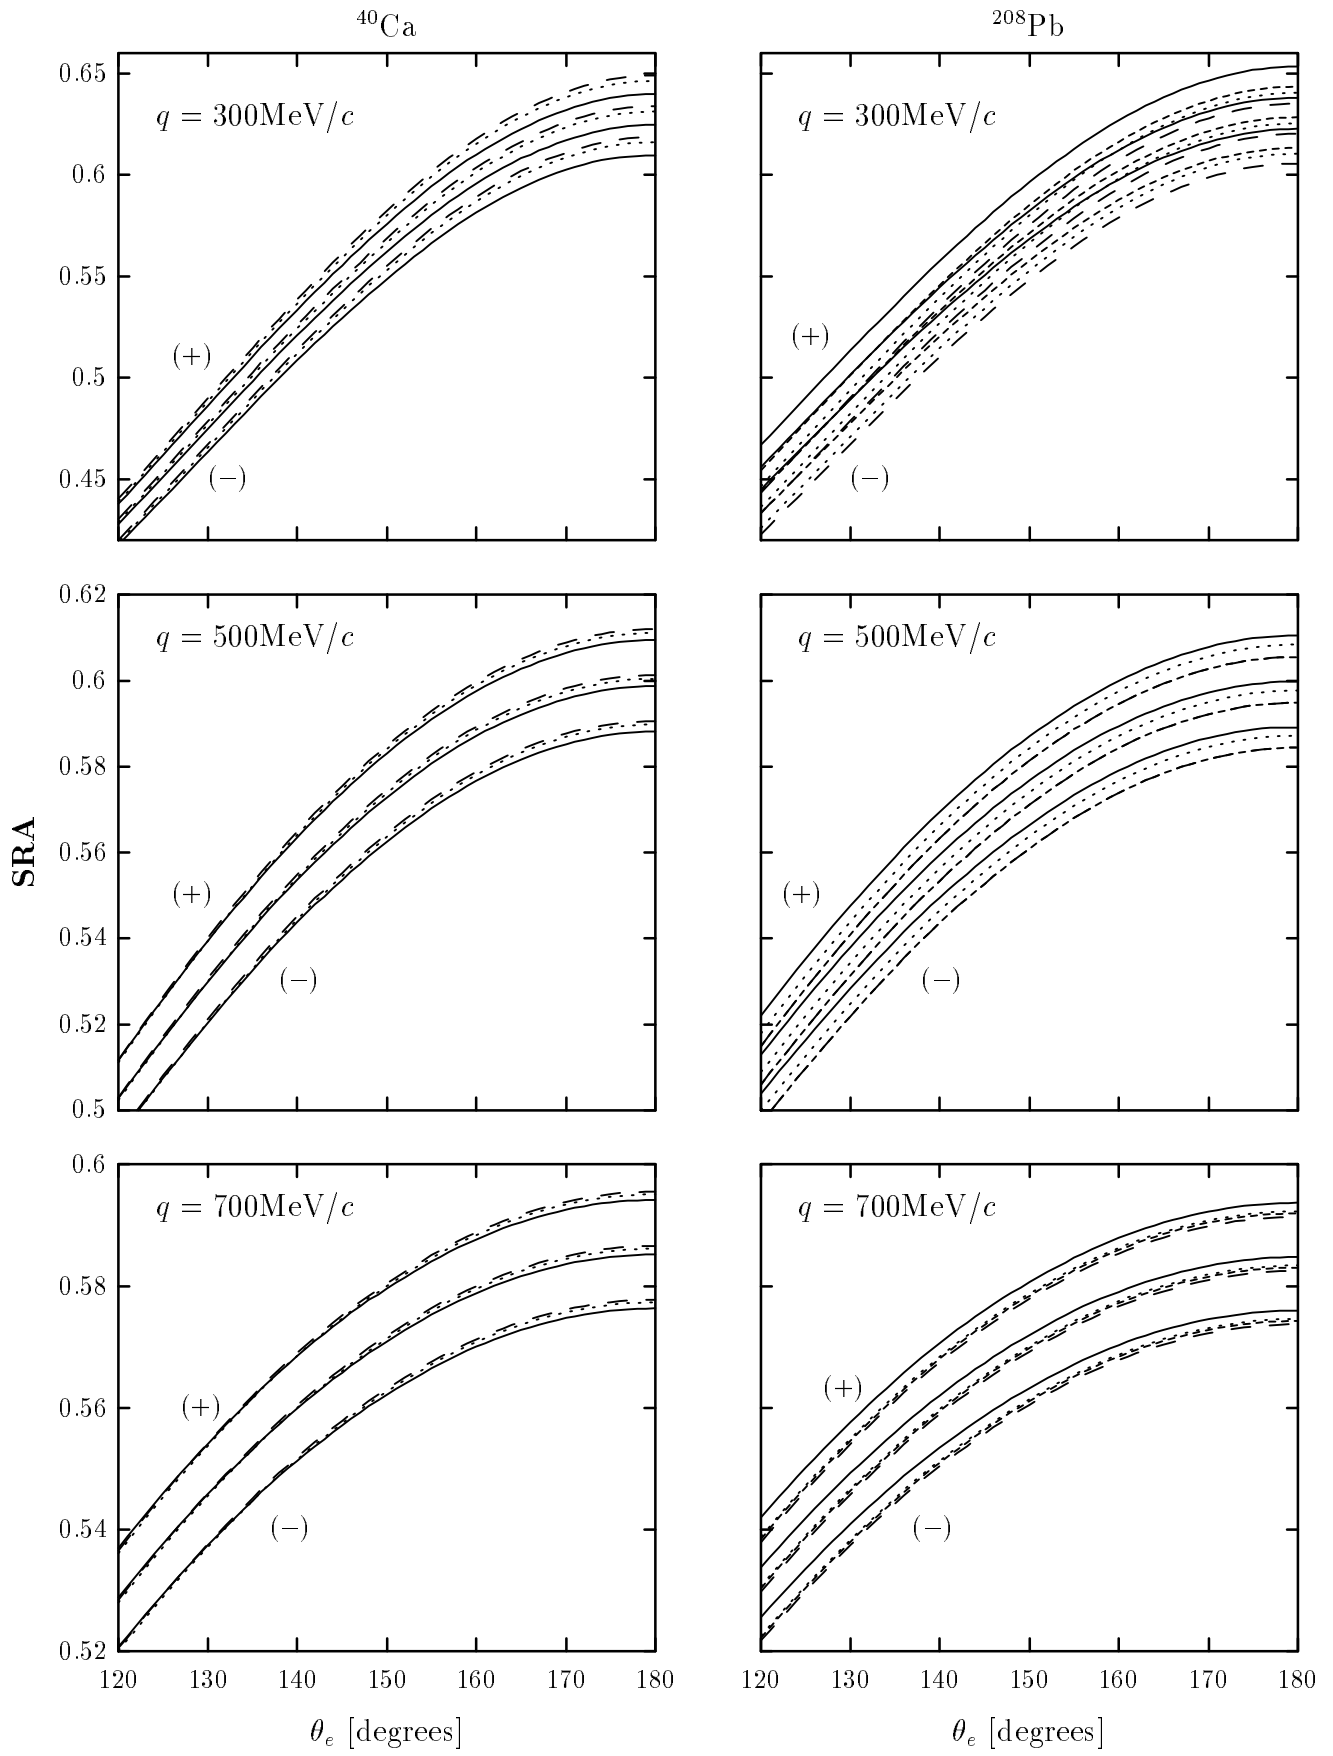 ⁴⁰Ca
²⁰⁸Pb
0.65
0.6
0.55
0.5
0.45
q = 300MeV/c
(+)
(−)
q = 300MeV/c
(+)
(−)
SRA
0.62
0.6
0.58
0.56
0.54
0.52
0.5
q = 500MeV/c
(+)
(−)
q = 500MeV/c
(+)
(−)
0.6
0.58
0.56
0.54
0.52
q = 700MeV/c
(+)
(−)
q = 700MeV/c
(+)
(−)
120 130 140 150 160 170 180
120 130 140 150 160 170 180
θₑ [degrees]
θₑ [degrees]